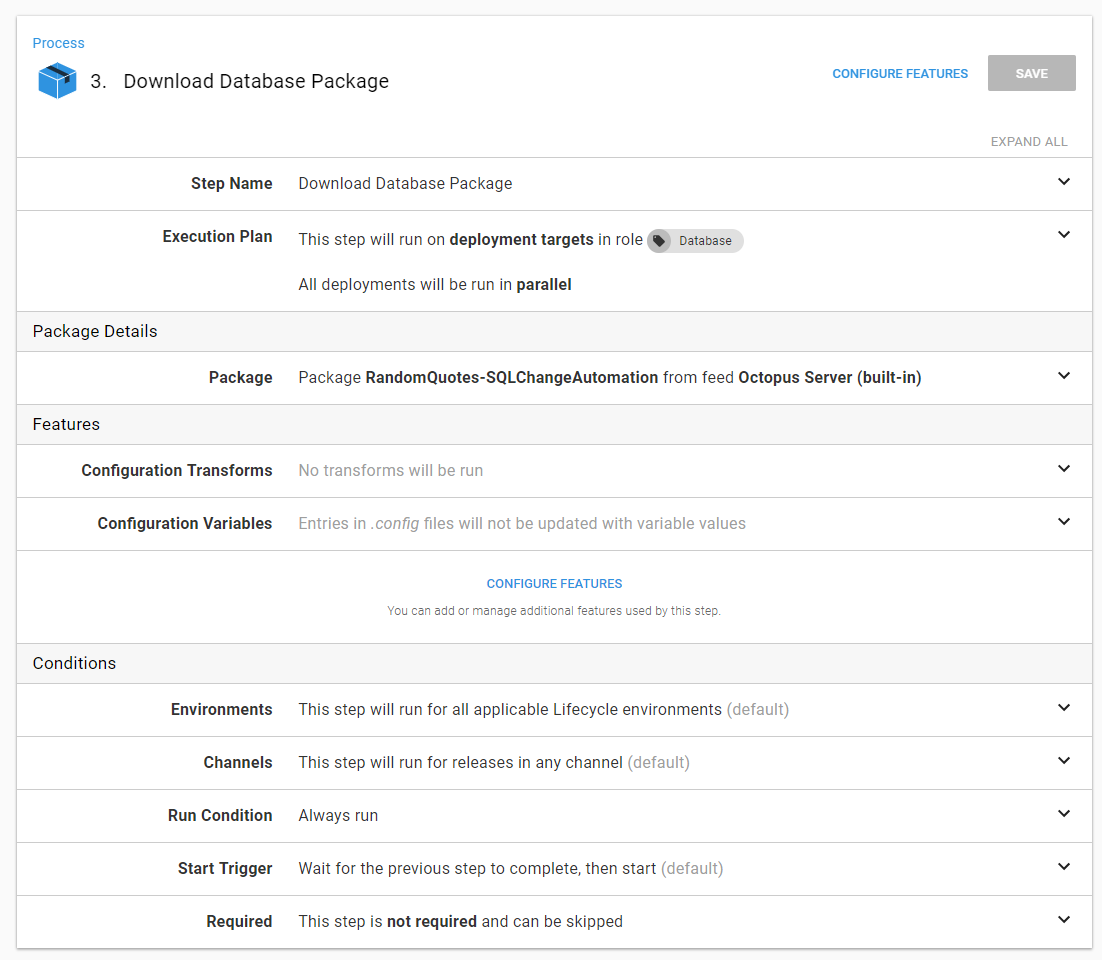 Process
3. Download Database Package
CONFIGURE FEATURES
SAVE
EXPAND ALL
Step Name Download Database Package
Execution Plan This step will run on deployment targets in role Database
All deployments will be run in parallel
Package Details
Package Package RandomQuotes-SQLChangeAutomation from feed Octopus Server (built-in)
Features
Configuration Transforms No transforms will be run
Configuration Variables Entries in .config files will not be updated with variable values
CONFIGURE FEATURES
You can add or manage additional features used by this step.
Conditions
Environments This step will run for all applicable Lifecycle environments (default)
Channels This step will run for releases in any channel (default)
Run Condition Always run
Start Trigger Wait for the previous step to complete, then start (default)
Required This step is not required and can be skipped